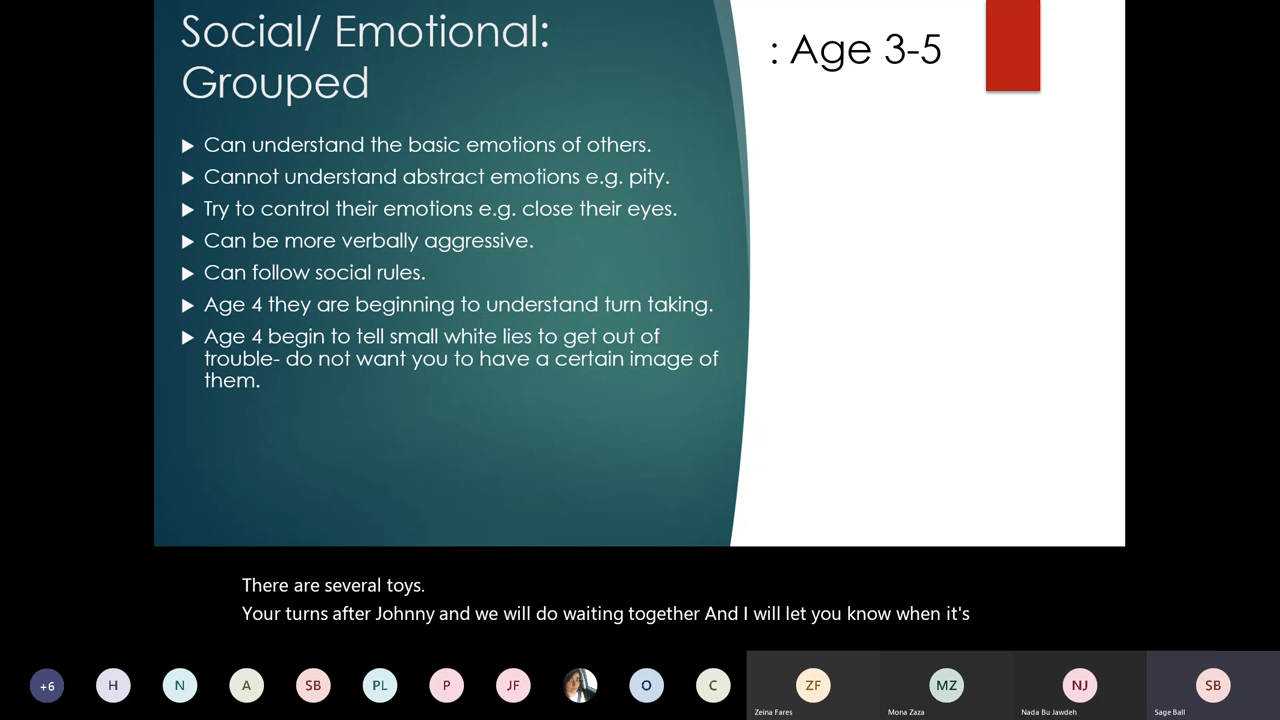 Social/ Emotional:
Grouped
: Age 3-5
Can understand the basic emotions of others.
Cannot understand abstract emotions e.g. pity.
Try to control their emotions e.g. close their eyes.
Can be more verbally aggressive.
Can follow social rules.
Age 4 they are beginning to understand turn taking.
Age 4 begin to tell small white lies to get out of
trouble- do not want you to have a certain image of
them.
There are several toys.
Your turns after Johnny and we will do waiting together And I will let you know when it's
+6
H
N
A
SB
PL
P
JF
O
C
ZF
MZ
NJ
SB
Zeina Fares
Mona Zaza
Nada Bu Jawdeh
Sage Ball